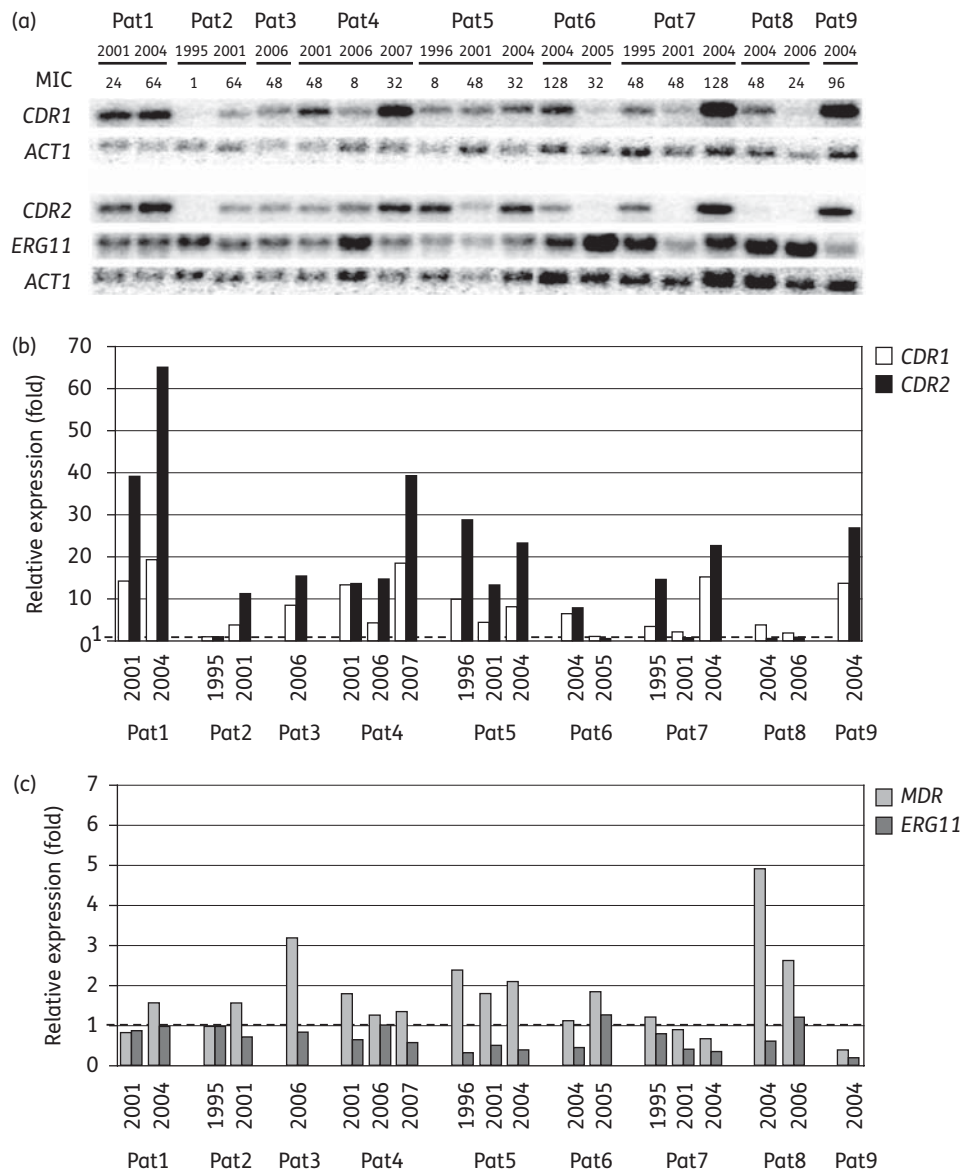 (a) Pat1 Pat2 Pat3 Pat4 Pat5 Pat6 Pat7 Pat8 Pat9
2001 2004 1995 2001 2006 2001 2006 2007 1996 2001 2004 2004 2005 1995 2001 2004 2004 2006 2004
MIC 24 64 1 64 48 48 8 32 8 48 32 128 32 48 48 128 48 24 96
CDR1
ACT1
CDR2
ERG11
ACT1
(b)
Relative expression (fold)
70
60
50
40
30
20
10
1
0
CDR1
CDR2
2001 2004 1995 2001 2006 2001 2006 2007 1996 2001 2004 2004 2005 1995 2001 2004 2004 2006 2004
Pat1 Pat2 Pat3 Pat4 Pat5 Pat6 Pat7 Pat8 Pat9
(c)
Relative expression (fold)
7
6
5
4
3
2
1
0
MDR
ERG11
2001 2004 1995 2001 2006 2001 2006 2007 1996 2001 2004 2004 2005 1995 2001 2004 2004 2006 2004
Pat1 Pat2 Pat3 Pat4 Pat5 Pat6 Pat7 Pat8 Pat9